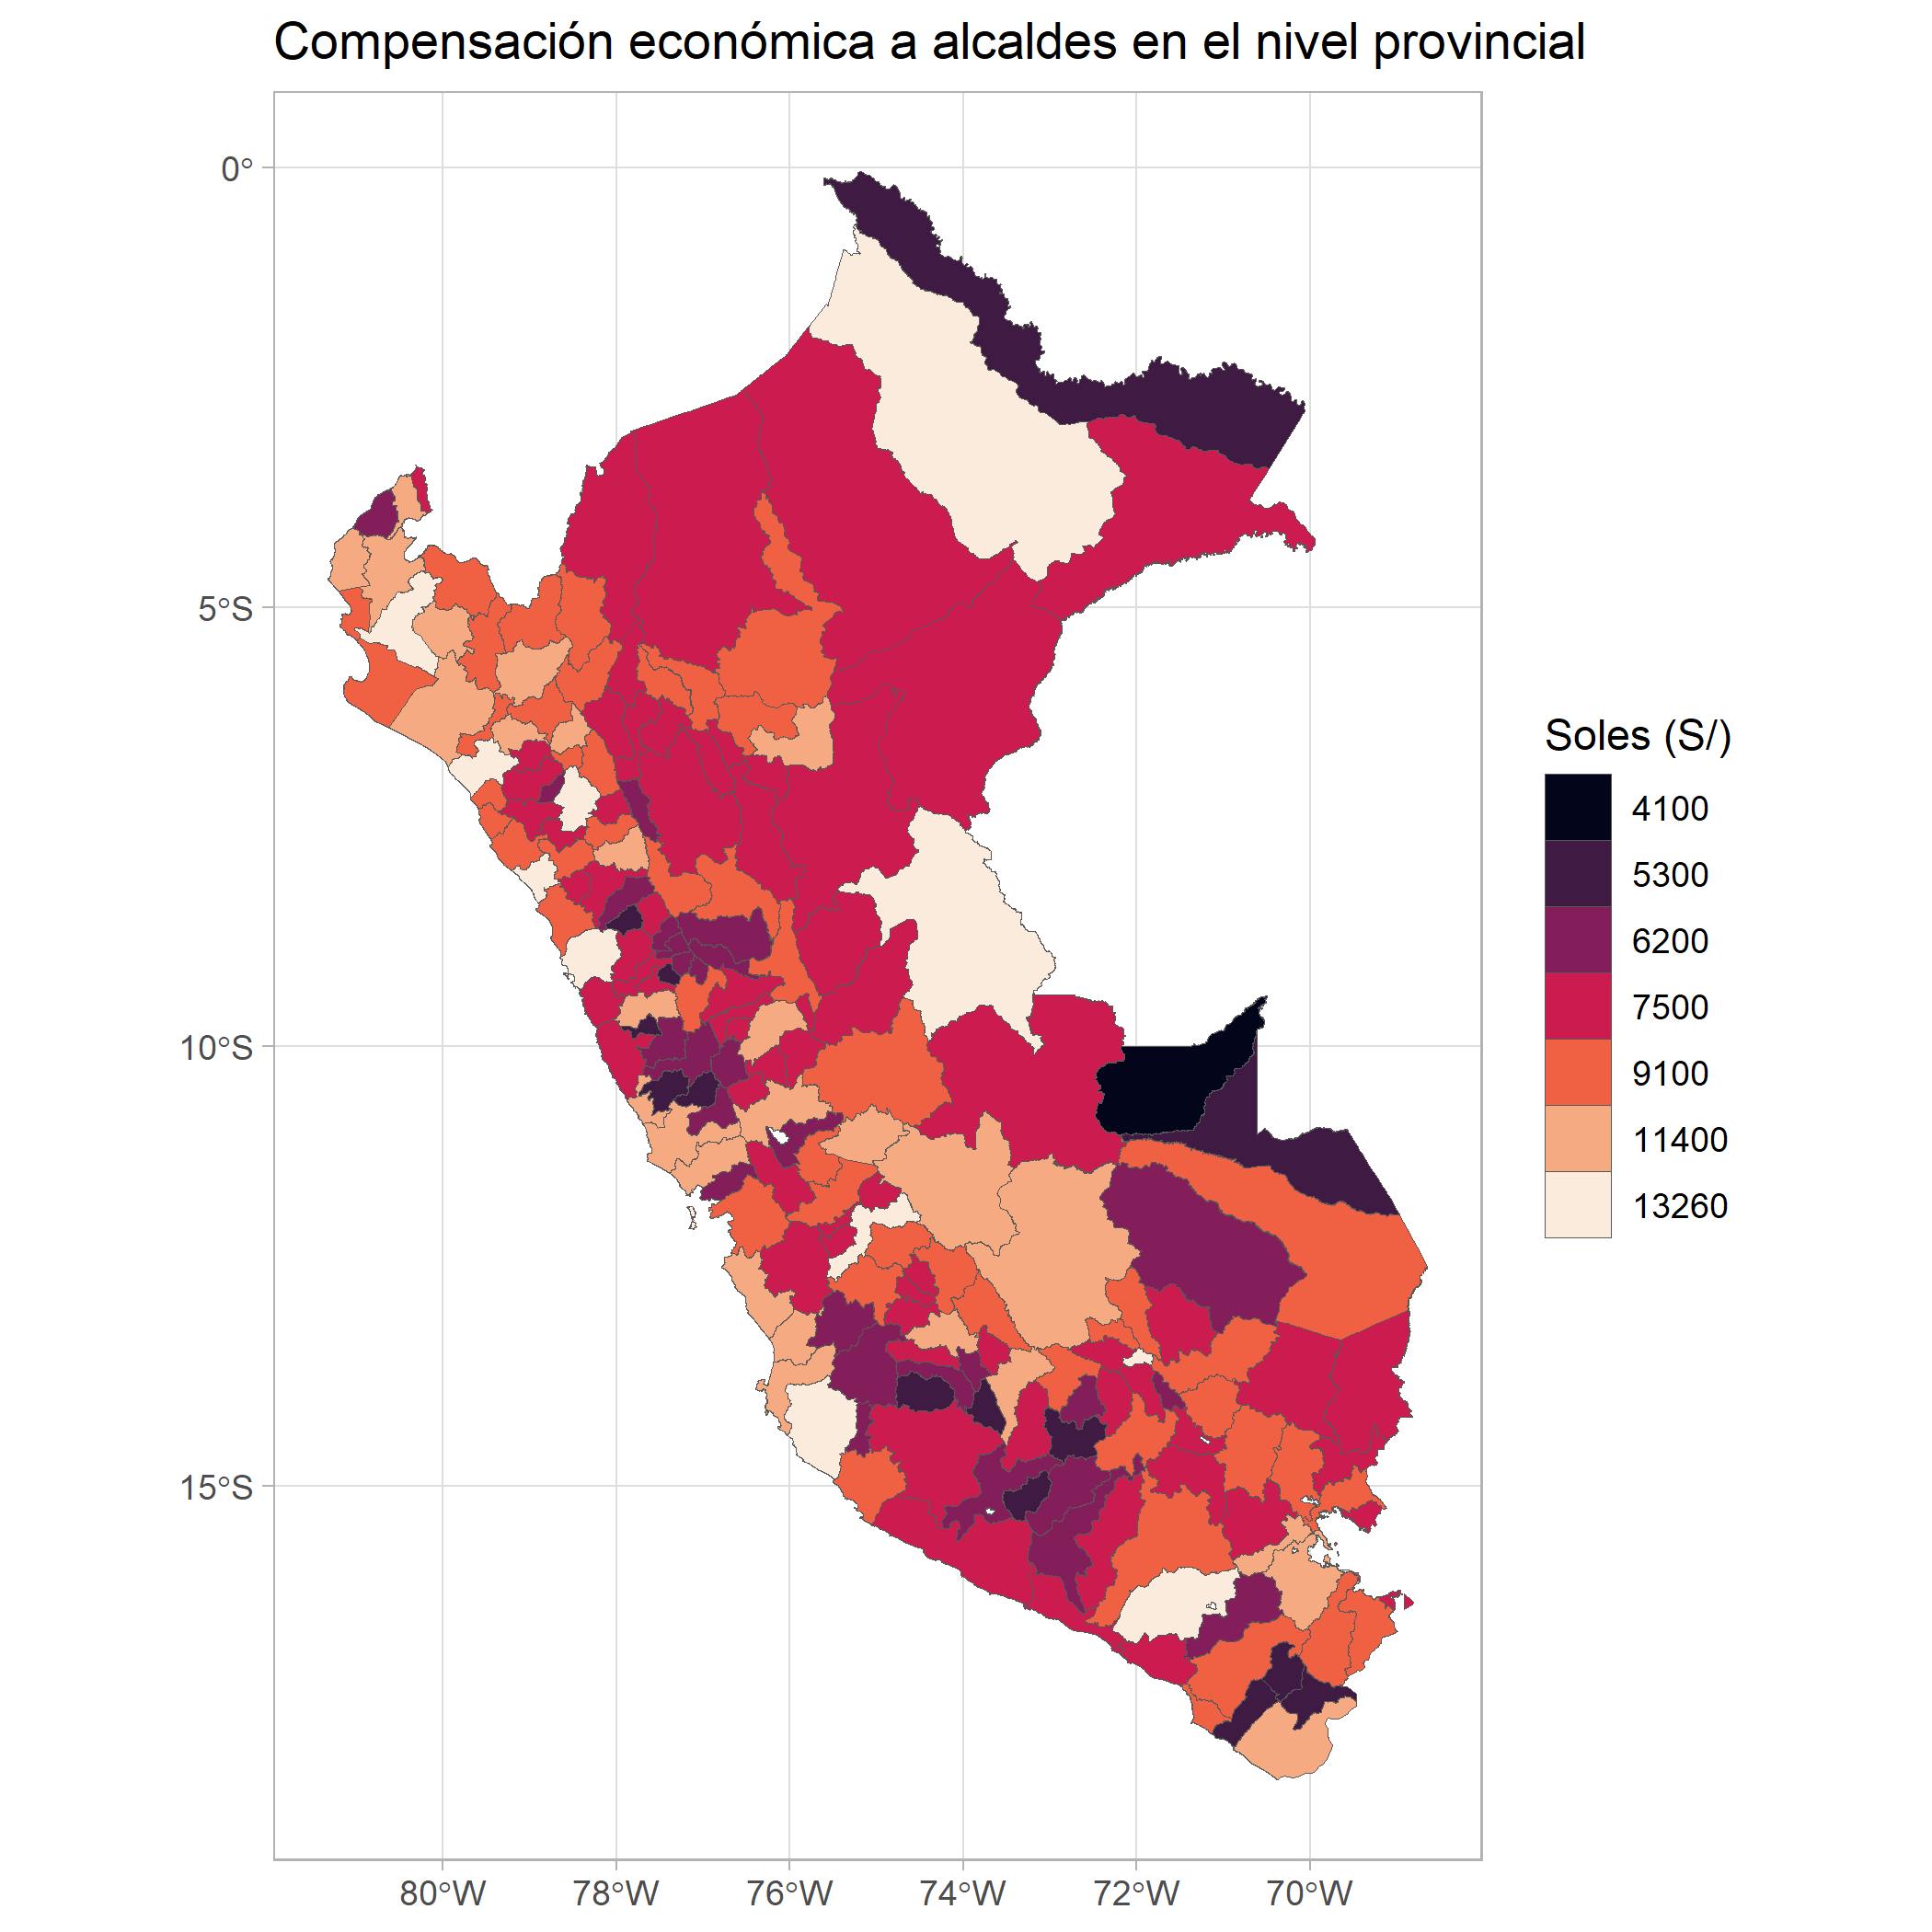 Compensación económica a alcaldes en el nivel provincial
0°
5°S
10°S
15°S
80°W
78°W
76°W
74°W
72°W
70°W
Soles (S/)
4100
5300
6200
7500
9100
11400
13260